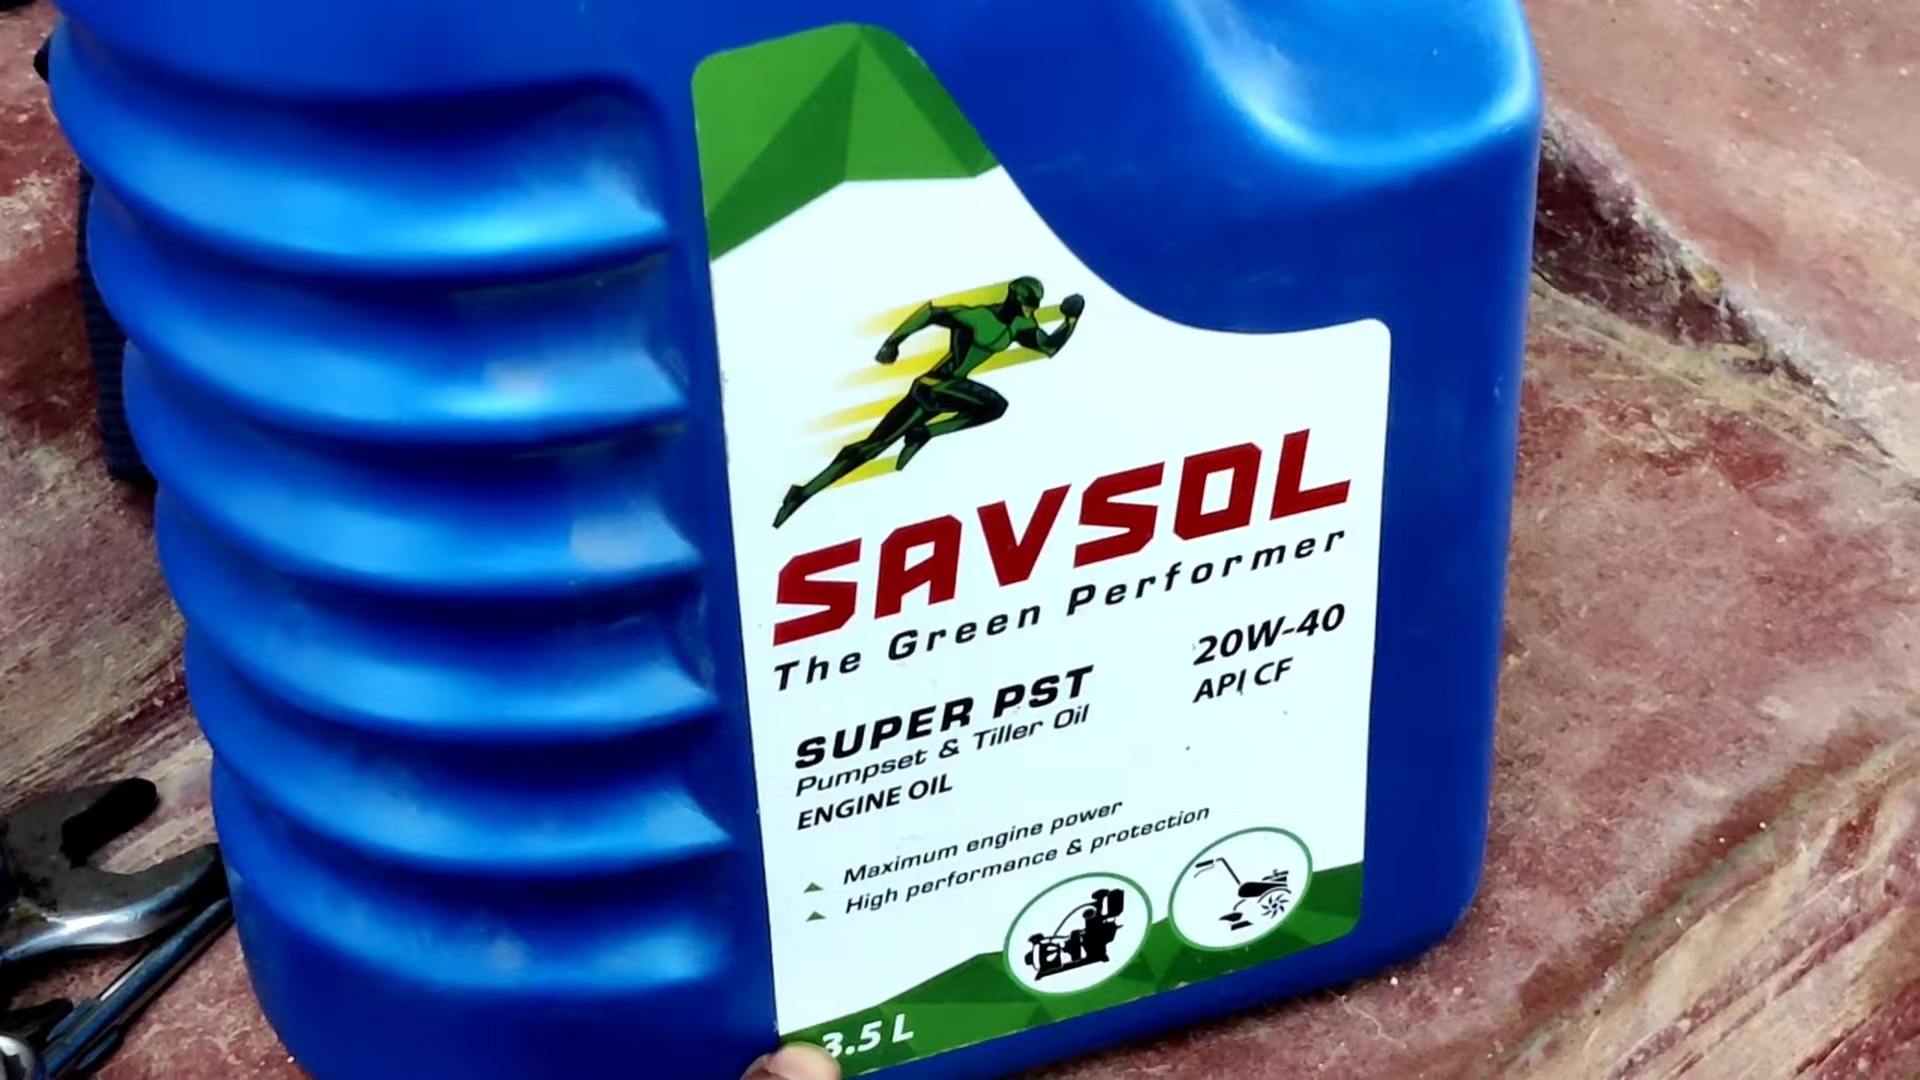 SAVSOL
The Green Performer
20W-40
API CF
SUPER PST
Pumpset & Tiller Oil
ENGINE OIL
Maximum engine power
High performance & protection
3.5 L